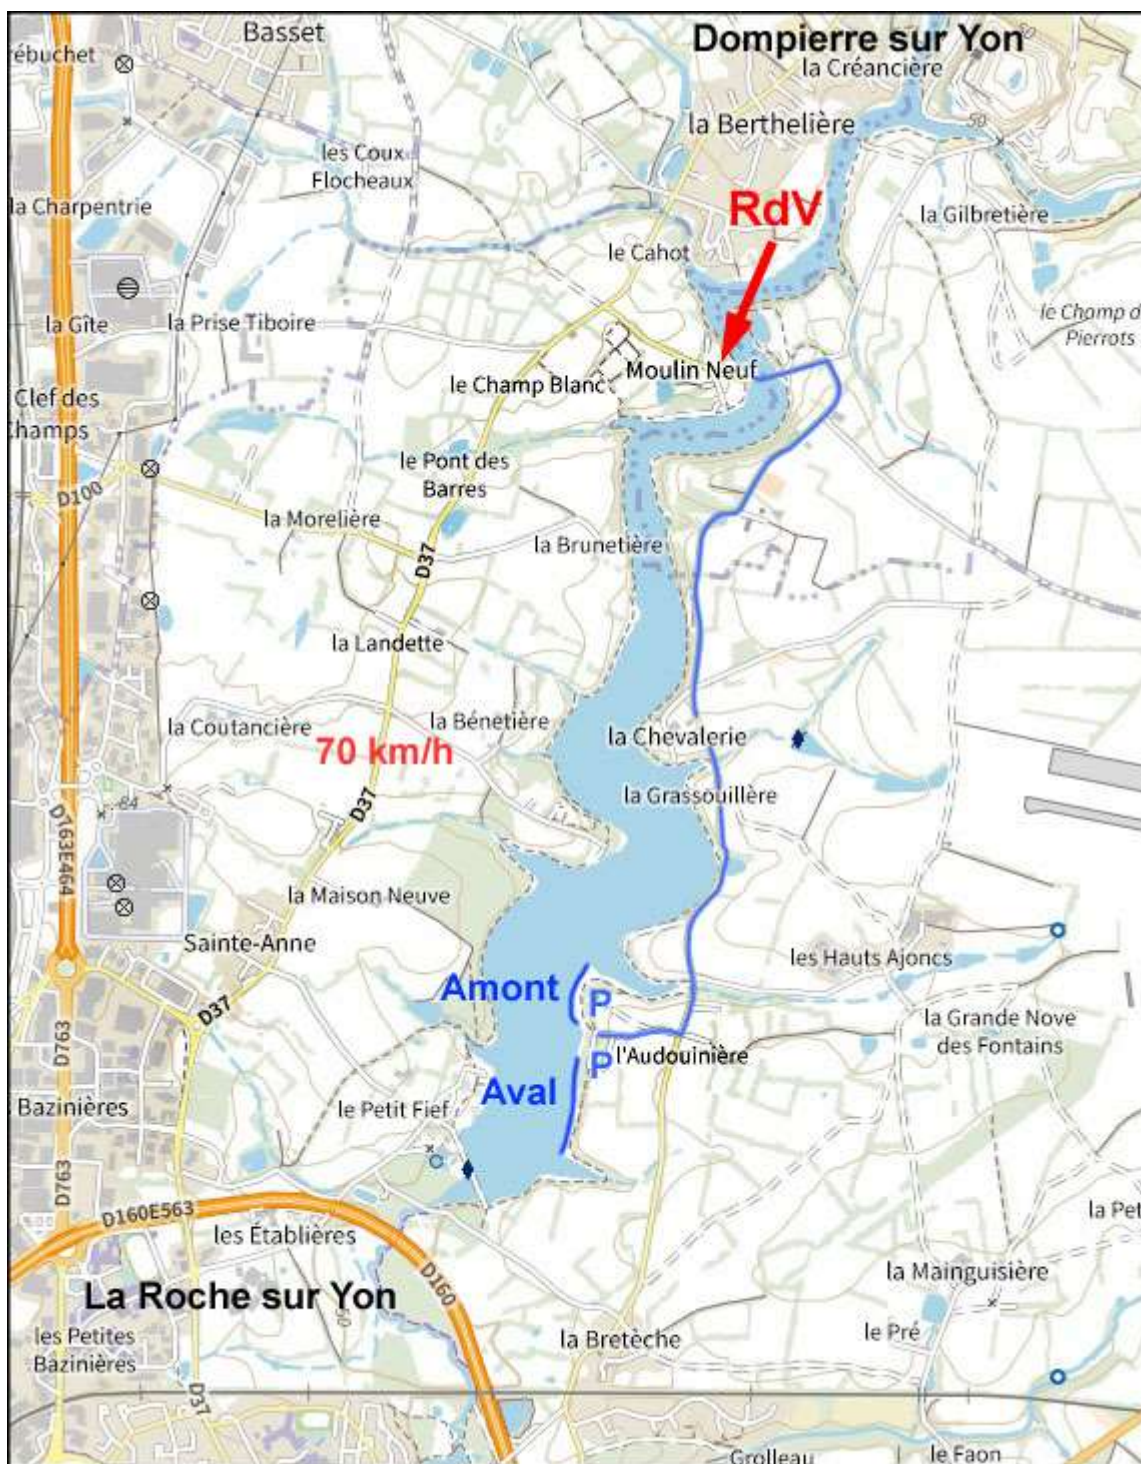 Dompierre sur Yon
Basset
ébuchet
la Créancière
la Berthelière
50
les Coux
Flocheaux
la Charpentrie
RdV
la Gilbretière
le Cahot
la Gîte
la Prise Tiboire
le Champ d
Pierrots
Moulin Neuf
le Champ Blanc
Clef des
Champs
le Pont des
Barres
D100
la Morelière
la Brunetière
D37
la Landette
la Coutancière
la Bénetière
70 km/h
la Chevalerie
la Grassouillère
84
D37
D763E494
la Maison Neuve
Sainte-Anne
les Hauts Ajoncs
Amont
P
D37
la Grande Nove
des Fontains
D763
P
l'Audouinière
Aval
Bazinières
le Petit Fief
D763
D160E563
la Pet
les Établières
D160
La Roche sur Yon
la Mainguisière
les Petites
Bazinières
50
la Bretèche
le Pré
D37
Grolleau
le Faon